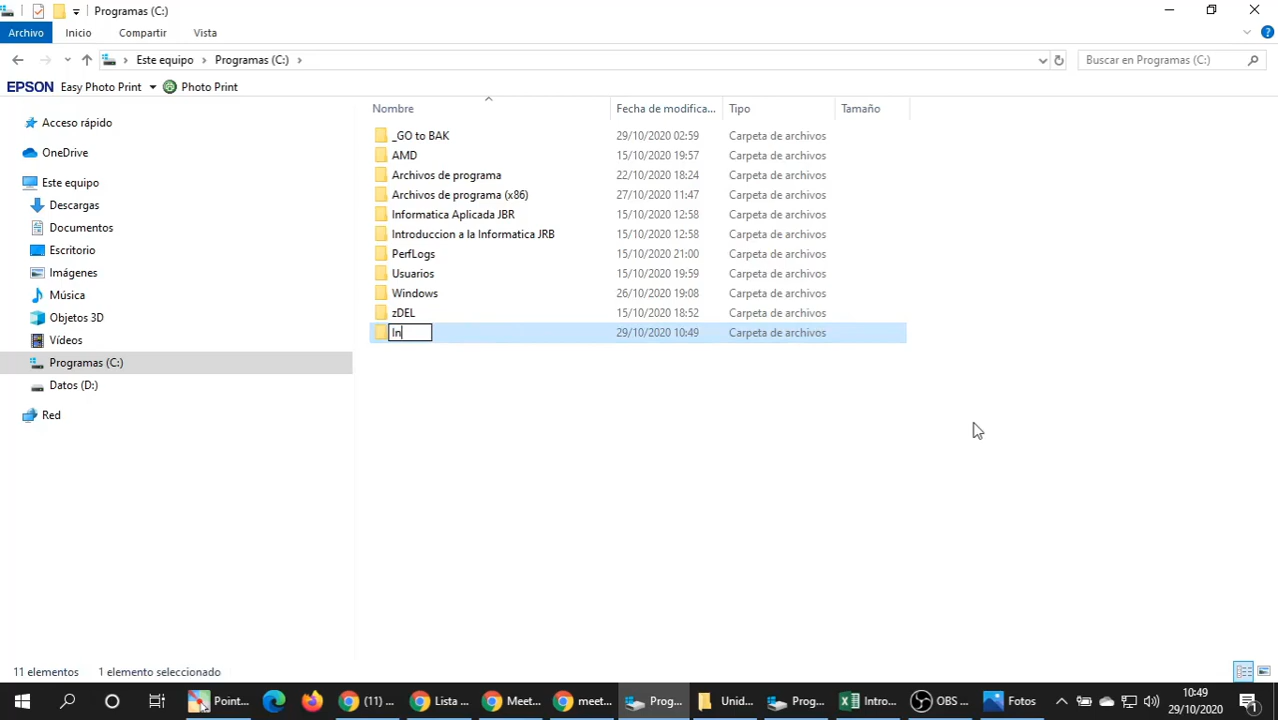 Programas (C:)
Archivo Inicio Compartir Vista
Este equipo Programas (C:) Buscar en Programas (C:)
EPSON Easy Photo Print Photo Print
Nombre Fecha de modifica... Tipo Tamaño
Acceso rápido
OneDrive
Este equipo
Descargas
Documentos
Escritorio
Imágenes
Música
Objetos 3D
Vídeos
Programas (C:)
Datos (D:)
Red
_GO to BAK 29/10/2020 02:59 Carpeta de archivos
AMD 15/10/2020 19:57 Carpeta de archivos
Archivos de programa 22/10/2020 18:24 Carpeta de archivos
Archivos de programa (x86) 27/10/2020 11:47 Carpeta de archivos
Informatica Aplicada JBR 15/10/2020 12:58 Carpeta de archivos
Introduccion a la Informatica JRB 15/10/2020 12:58 Carpeta de archivos
PerfLogs 15/10/2020 21:00 Carpeta de archivos
Usuarios 15/10/2020 19:59 Carpeta de archivos
Windows 26/10/2020 19:08 Carpeta de archivos
zDEL 15/10/2020 18:52 Carpeta de archivos
In 29/10/2020 10:49 Carpeta de archivos
11 elementos 1 elemento seleccionado
Point... (11) ... Lista ... Meet... meet... Prog... Unid... Prog... Intro... OBS ... Fotos 10:49
29/10/2020 1